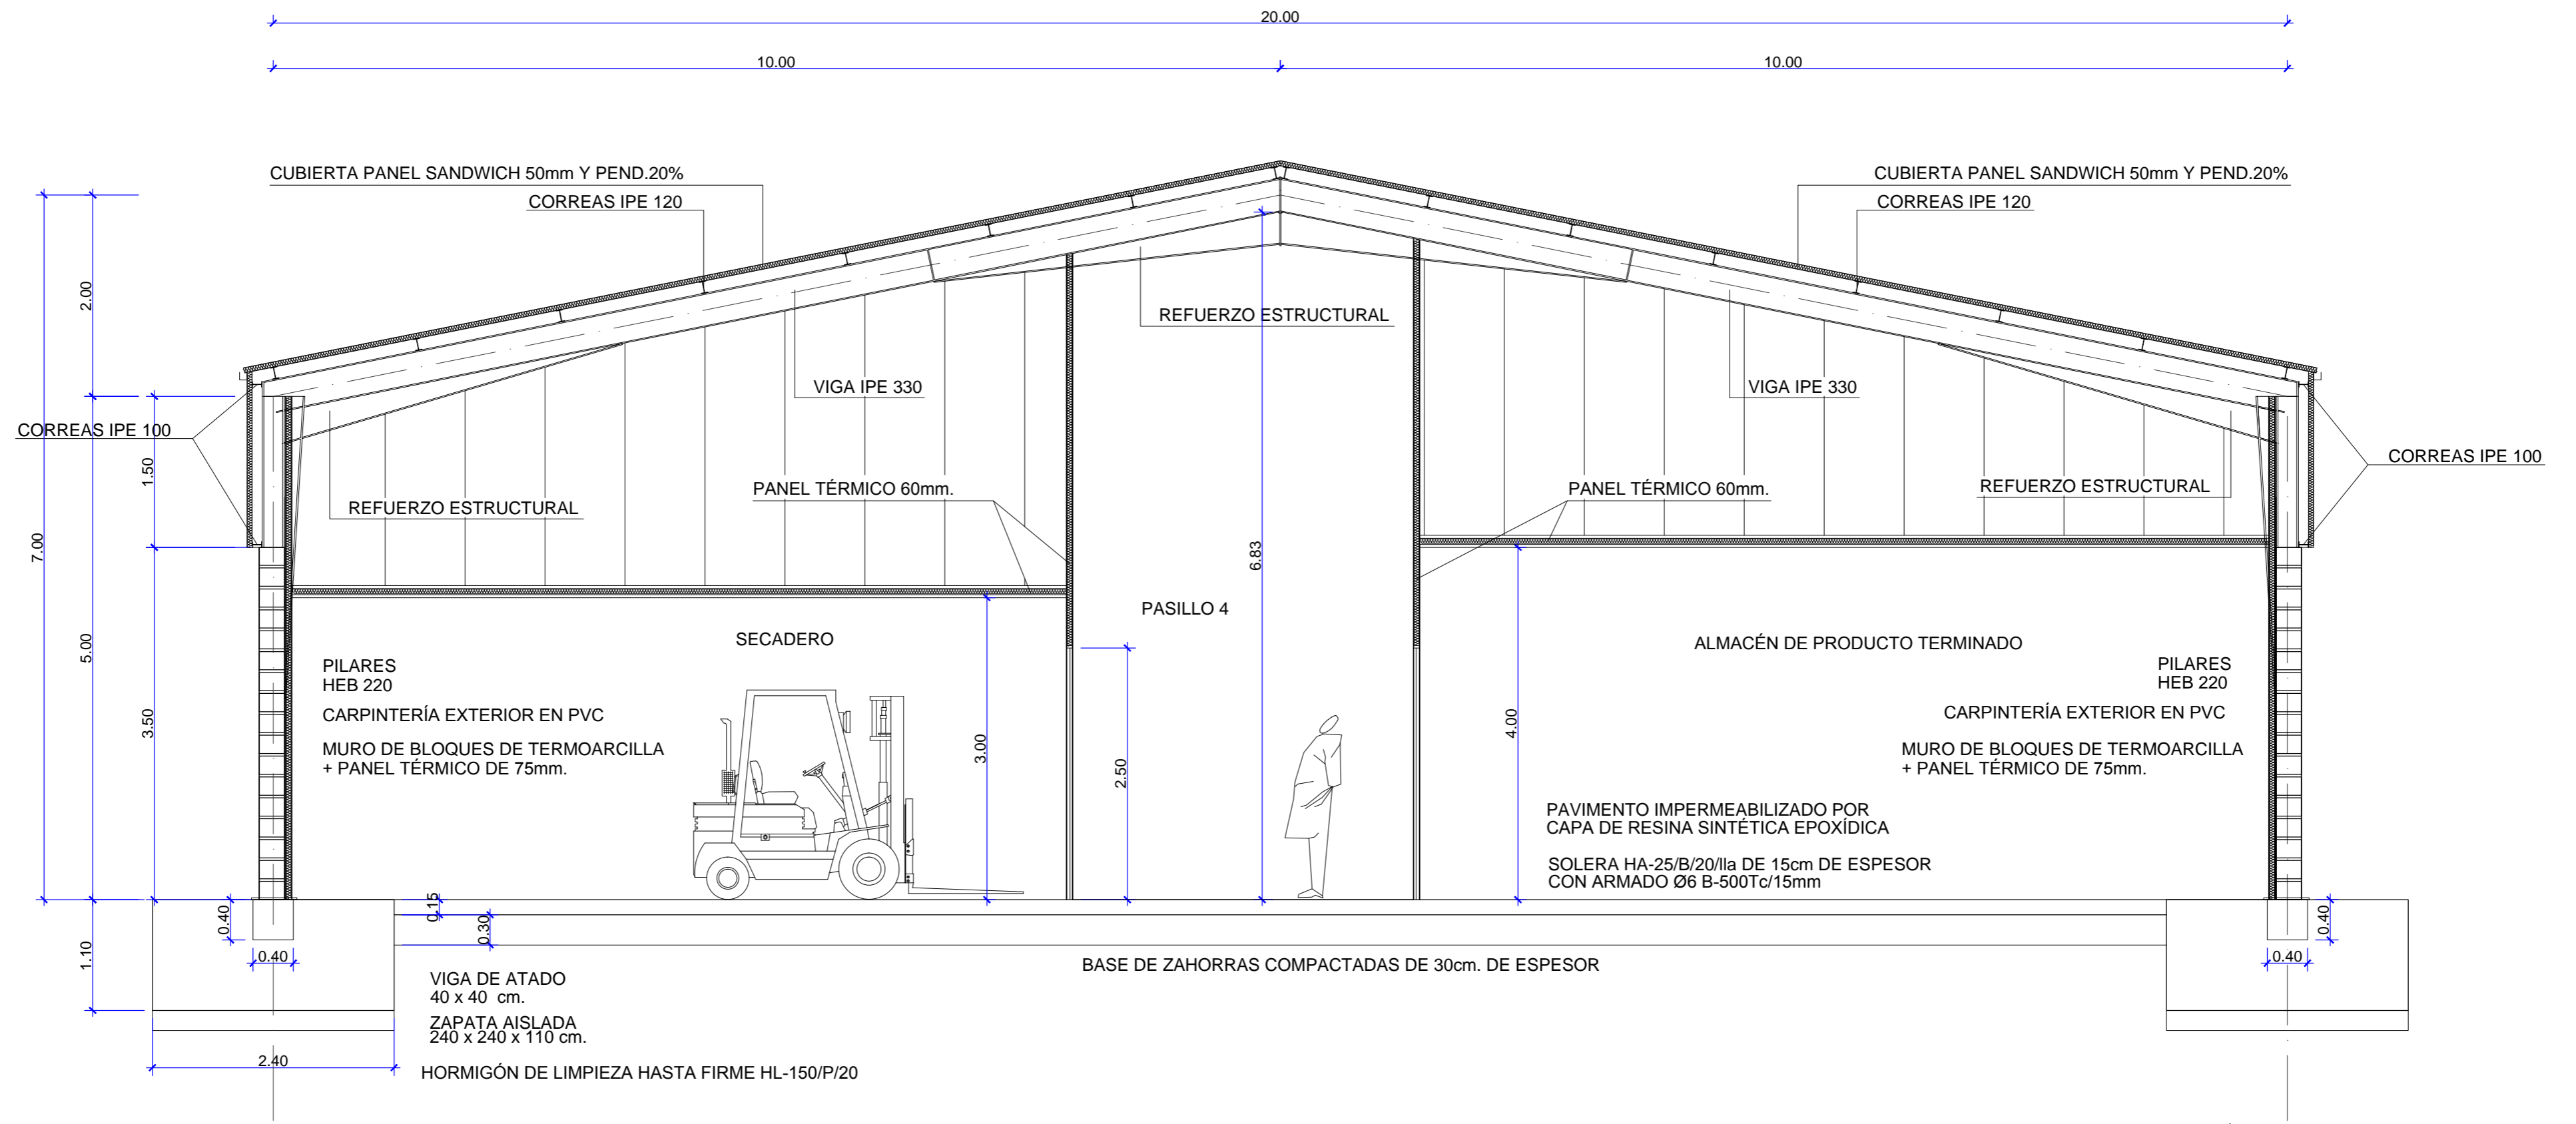 20.00
10.00
10.00
CUBIERTA PANEL SANDWICH 50mm Y PEND.20%
CORREAS IPE 120
CUBIERTA PANEL SANDWICH 50mm Y PEND.20%
CORREAS IPE 120
2.00
REFUERZO ESTRUCTURAL
VIGA IPE 330
VIGA IPE 330
CORREAS IPE 100
CORREAS IPE 100
1.50
PANEL TÉRMICO 60mm.
PANEL TÉRMICO 60mm.
REFUERZO ESTRUCTURAL
REFUERZO ESTRUCTURAL
7.00
6.83
PASILLO 4
SECADERO
ALMACÉN DE PRODUCTO TERMINADO
5.00
PILARES
HEB 220
PILARES
HEB 220
3.50
CARPINTERÍA EXTERIOR EN PVC
CARPINTERÍA EXTERIOR EN PVC
MURO DE BLOQUES DE TERMOARCILLA
+ PANEL TÉRMICO DE 75mm.
3.00
2.50
4.00
MURO DE BLOQUES DE TERMOARCILLA
+ PANEL TÉRMICO DE 75mm.
PAVIMENTO IMPERMEABILIZADO POR
CAPA DE RESINA SINTÉTICA EPOXÍDICA
SOLERA HA-25/B/20/IIa DE 15cm DE ESPESOR
CON ARMADO Ø6 B-500Tc/15mm
0.40
0.15
0.30
0.40
1.10
0.40
0.40
BASE DE ZAHORRAS COMPACTADAS DE 30cm. DE ESPESOR
VIGA DE ATADO
40 x 40 cm.
ZAPATA AISLADA
240 x 240 x 110 cm.
2.40
HORMIGÓN DE LIMPIEZA HASTA FIRME HL-150/P/20